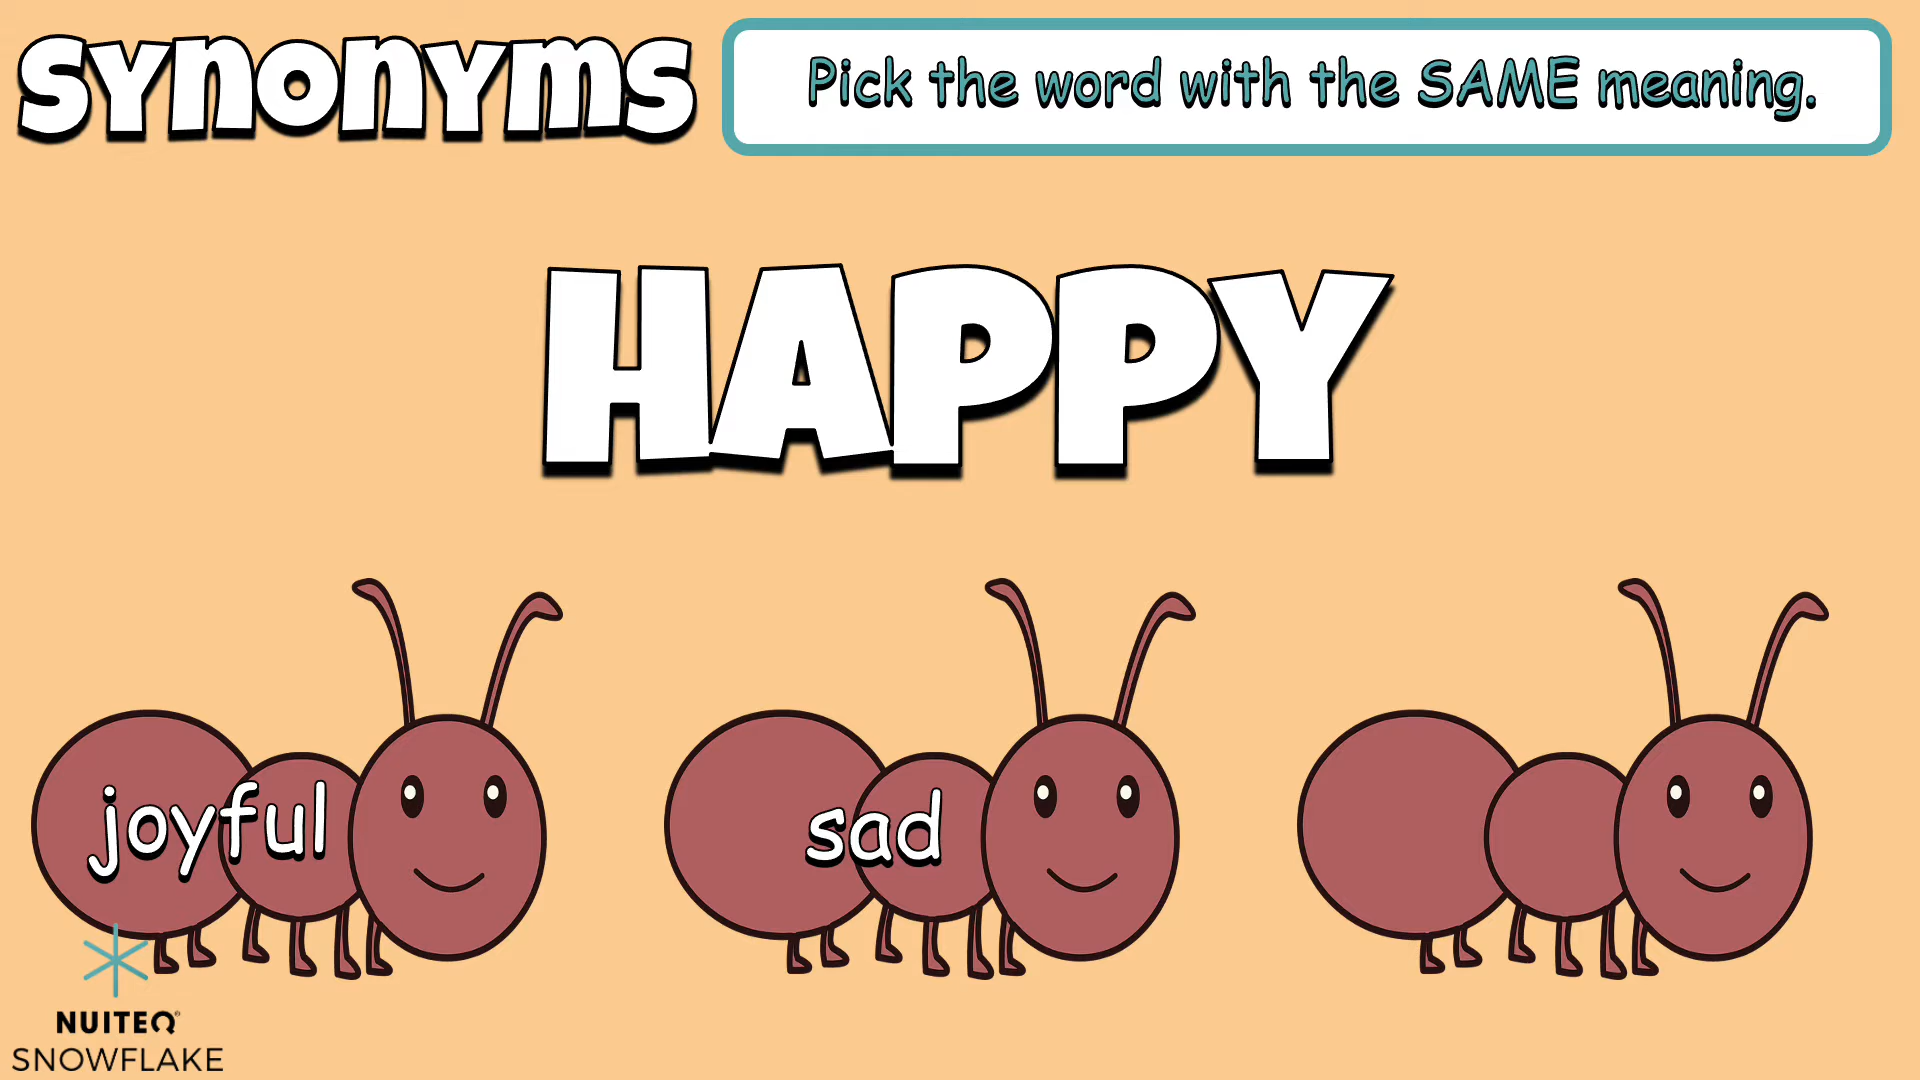 SYNONYMS
Pick the word with the SAME meaning.
HAPPY
joyful
sad
NUITEQ®
SNOWFLAKE